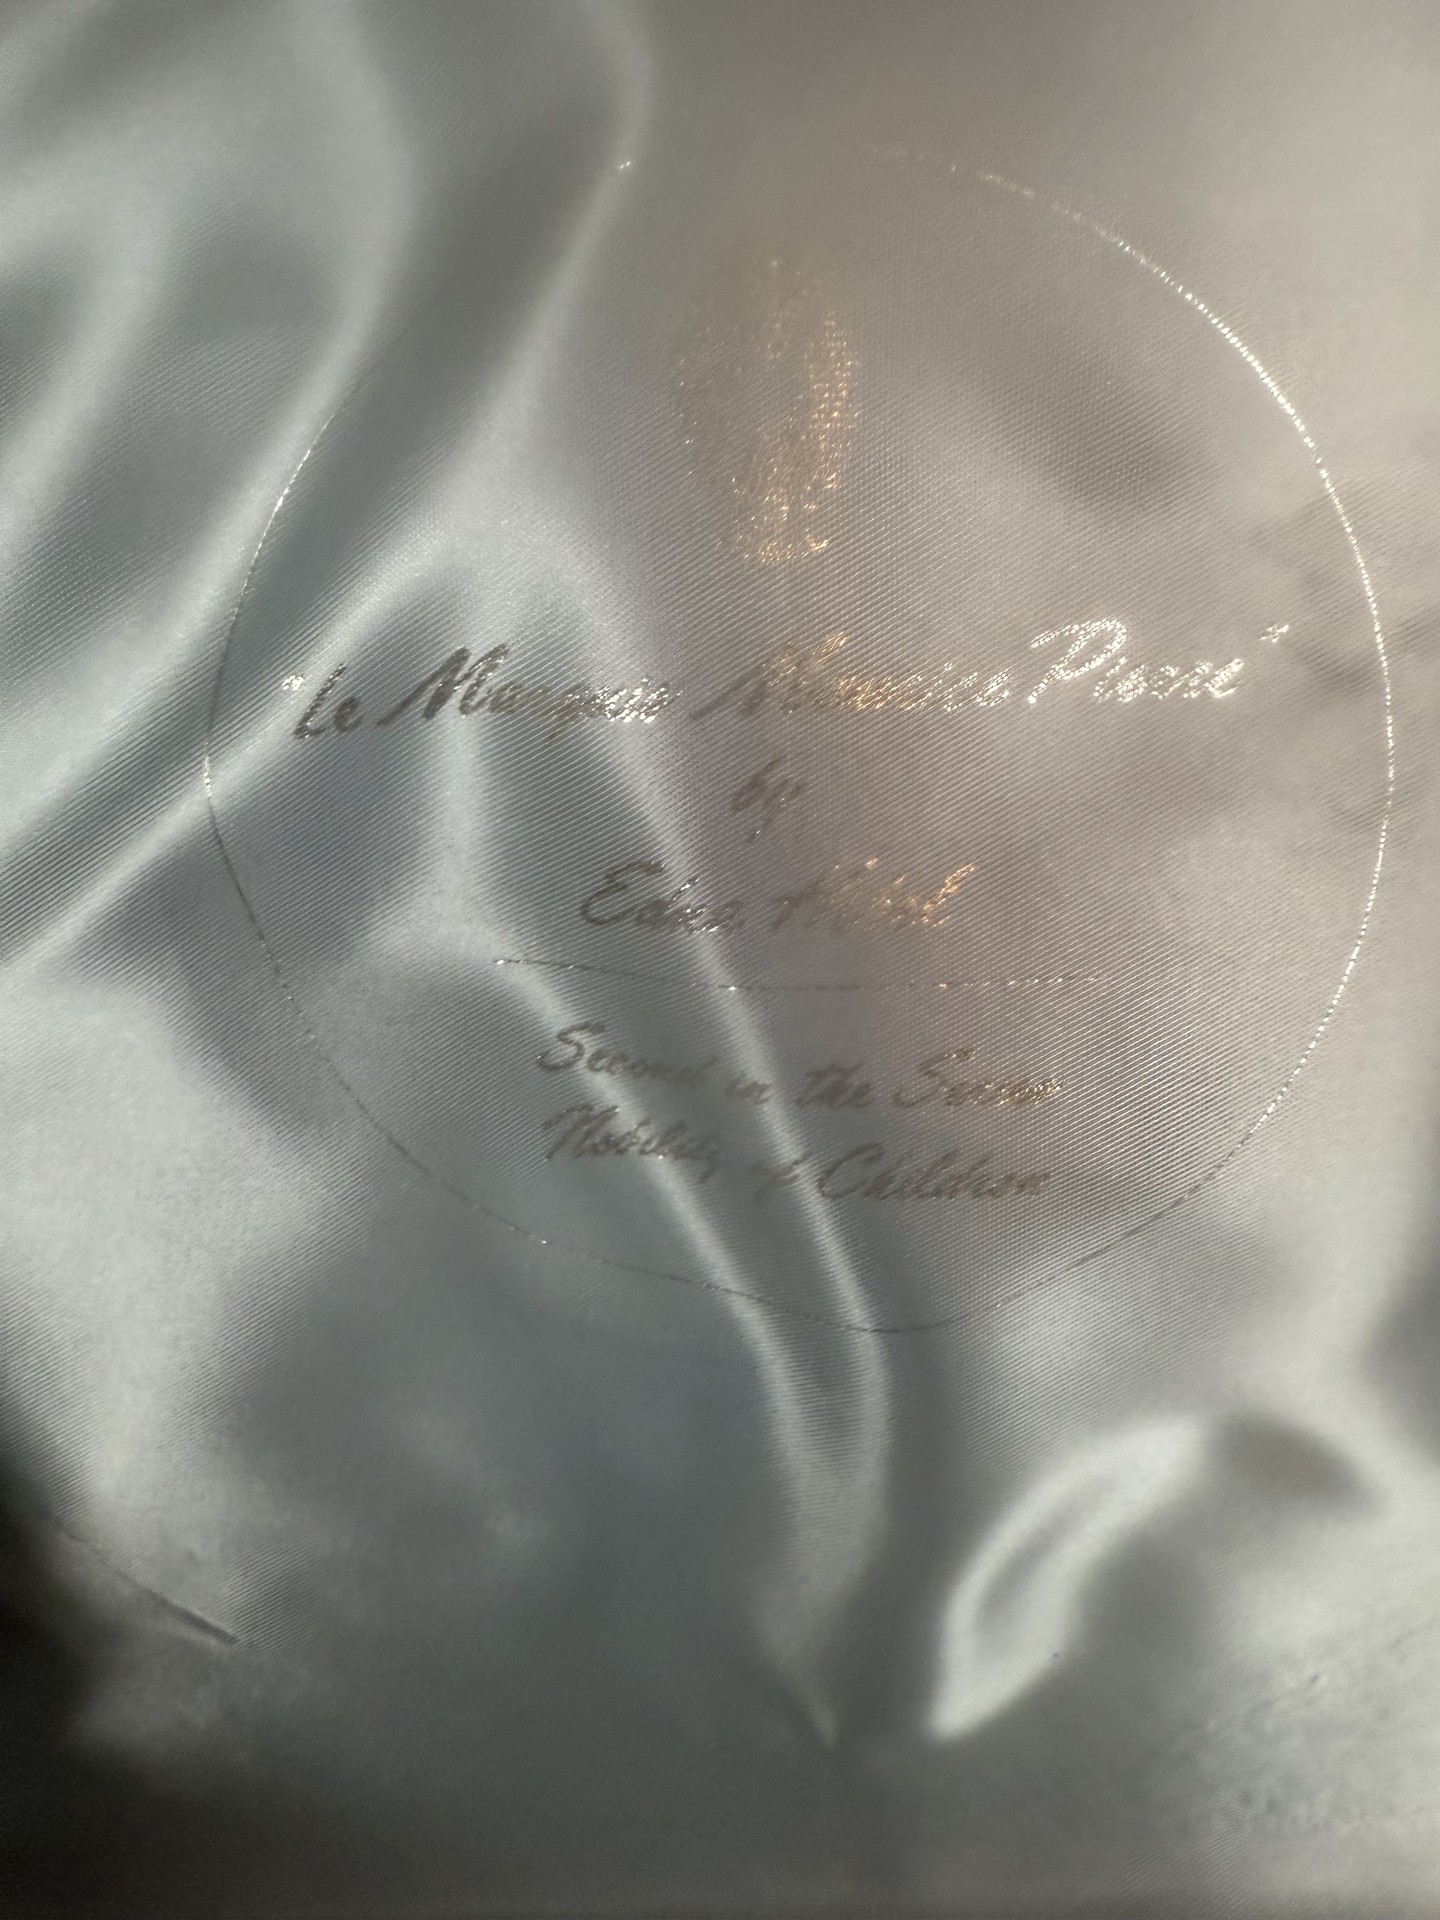 "Le Marquis Maurice Pierre"
by
Edna Hibel
Second in the Series
Nobility of Children